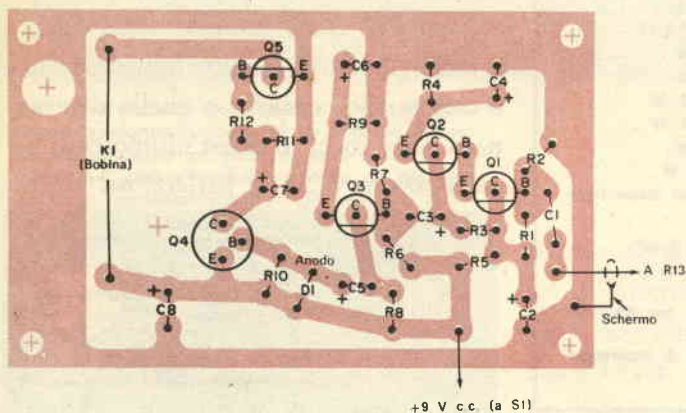 Q5
B
E
C
C6
+
R4
C4
+
R12
R11
R9
Q2
E
C
B
K1
(Bobina)
Q1
R2
R7
E
C
B
+
C7
Q3
E
C
B
C3
+
R3
R1
C1
C
Q4
B
E
R6
R5
A R13
Anodo
R10
D1
+
C5
+
C8
R8
+
C2
Schermo
+9 V c.c. (a S1)